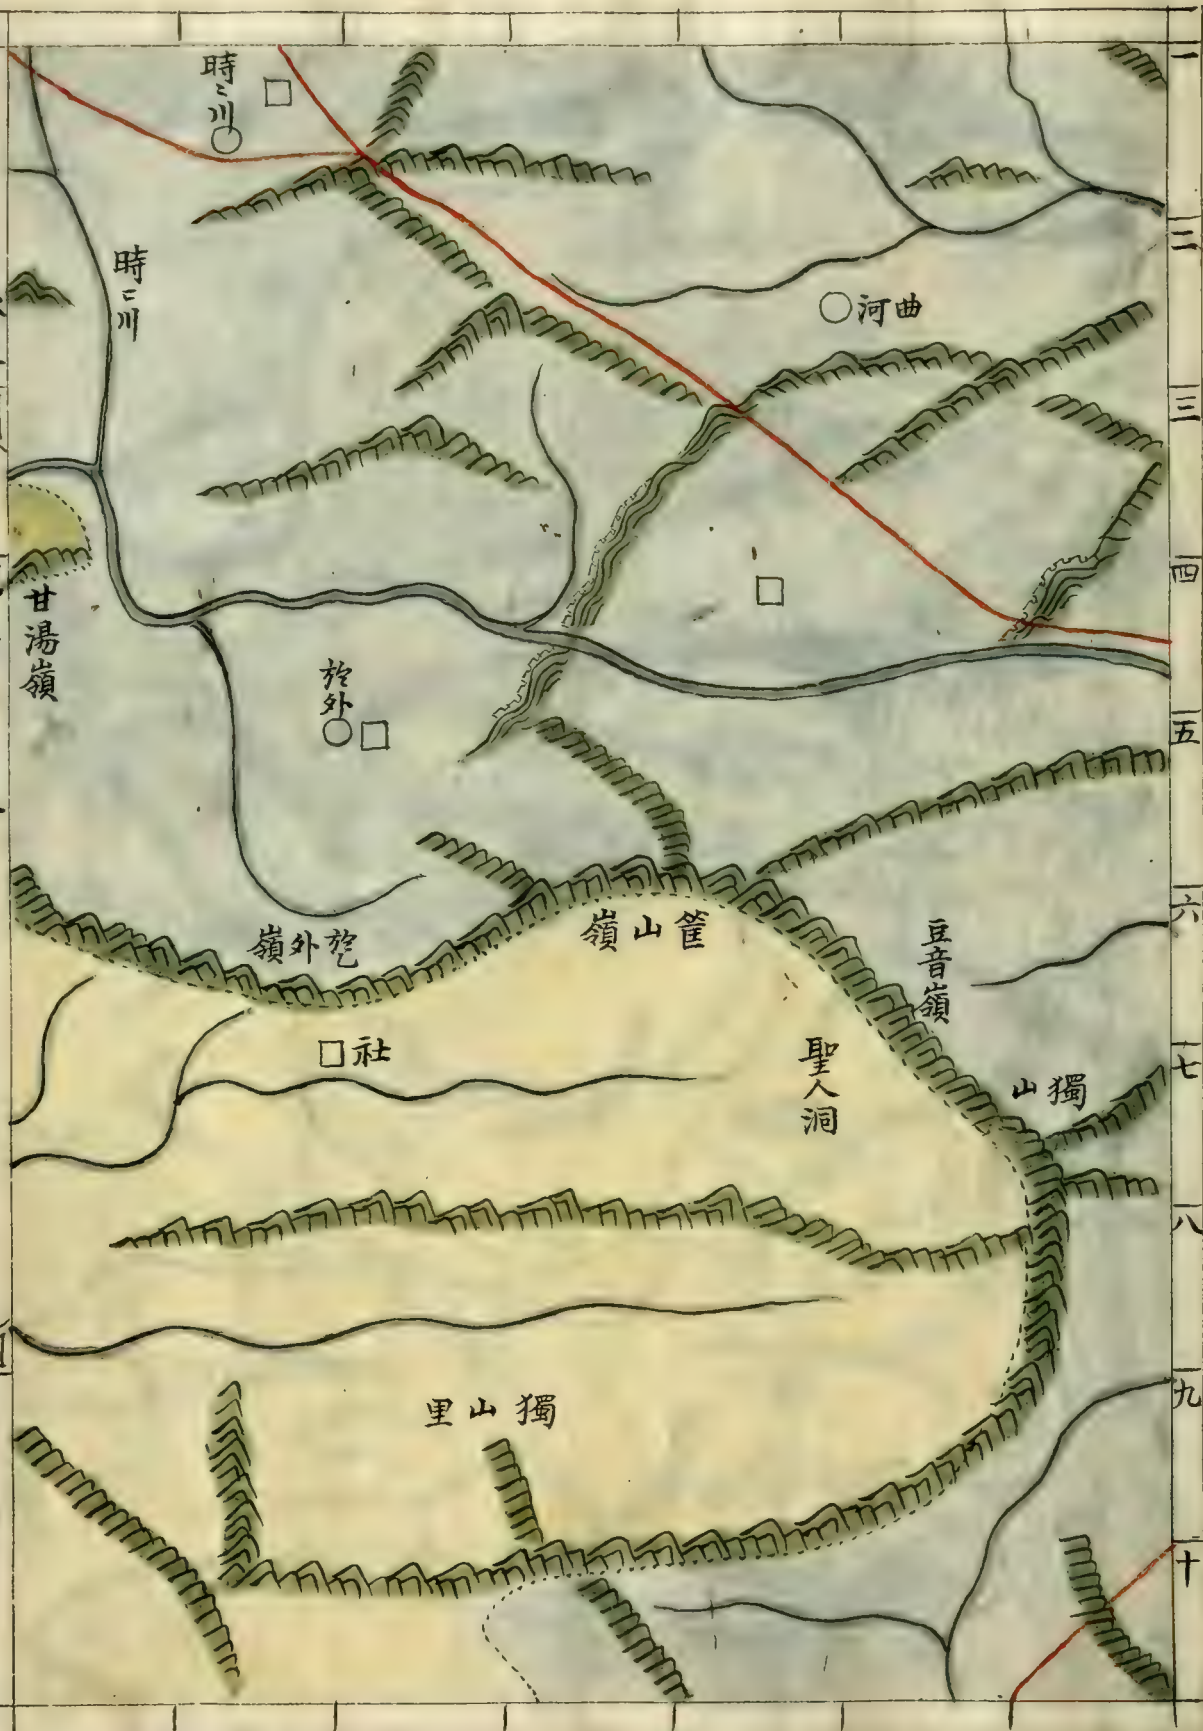 時〻川
時〻川
河曲
甘湯嶺
於外
嶺外於
嶺山筐
豆音嶺
社
聖人洞
山獨
里山獨
一
二
三
四
五
六
七
八
九
十